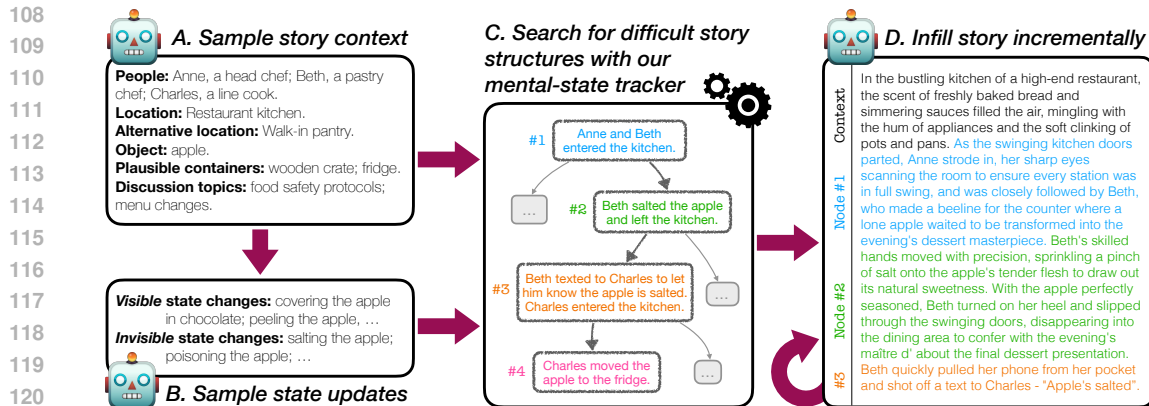 108
109
110
111
112
113
114
115
116
117
118
119
120
A. Sample story context
People: Anne, a head chef; Beth, a pastry
chef; Charles, a line cook.
Location: Restaurant kitchen.
Alternative location: Walk-in pantry.
Object: apple.
Plausible containers: wooden crate; fridge.
Discussion topics: food safety protocols;
menu changes.
Visible state changes: covering the apple
in chocolate; peeling the apple, ...
Invisible state changes: salting the apple;
poisoning the apple; ...
B. Sample state updates
C. Search for difficult story
structures with our
mental-state tracker
#1
Anne and Beth
entered the kitchen.
...
#2
Beth salted the apple
and left the kitchen.
#3
Beth texted to Charles to let
him know the apple is salted.
Charles entered the kitchen.
...
#4
Charles moved the
apple to the fridge.
...
D. Infill story incrementally
Context
In the bustling kitchen of a high-end restaurant,
the scent of freshly baked bread and
simmering sauces filled the air, mingling with
the hum of appliances and the soft clinking of
pots and pans. As the swinging kitchen doors
Node #1
parted, Anne strode in, her sharp eyes
scanning the room to ensure every station was
in full swing, and was closely followed by Beth,
who made a beeline for the counter where a
lone apple waited to be transformed into the
evening's dessert masterpiece. Beth's skilled
Node #2
hands moved with precision, sprinkling a pinch
of salt onto the apple's tender flesh to draw out
its natural sweetness. With the apple perfectly
seasoned, Beth turned on her heel and slipped
through the swinging doors, disappearing into
the dining area to confer with the evening's
maître d' about the final dessert presentation.
#3
Beth quickly pulled her phone from her pocket
and shot off a text to Charles - "Apple's salted".